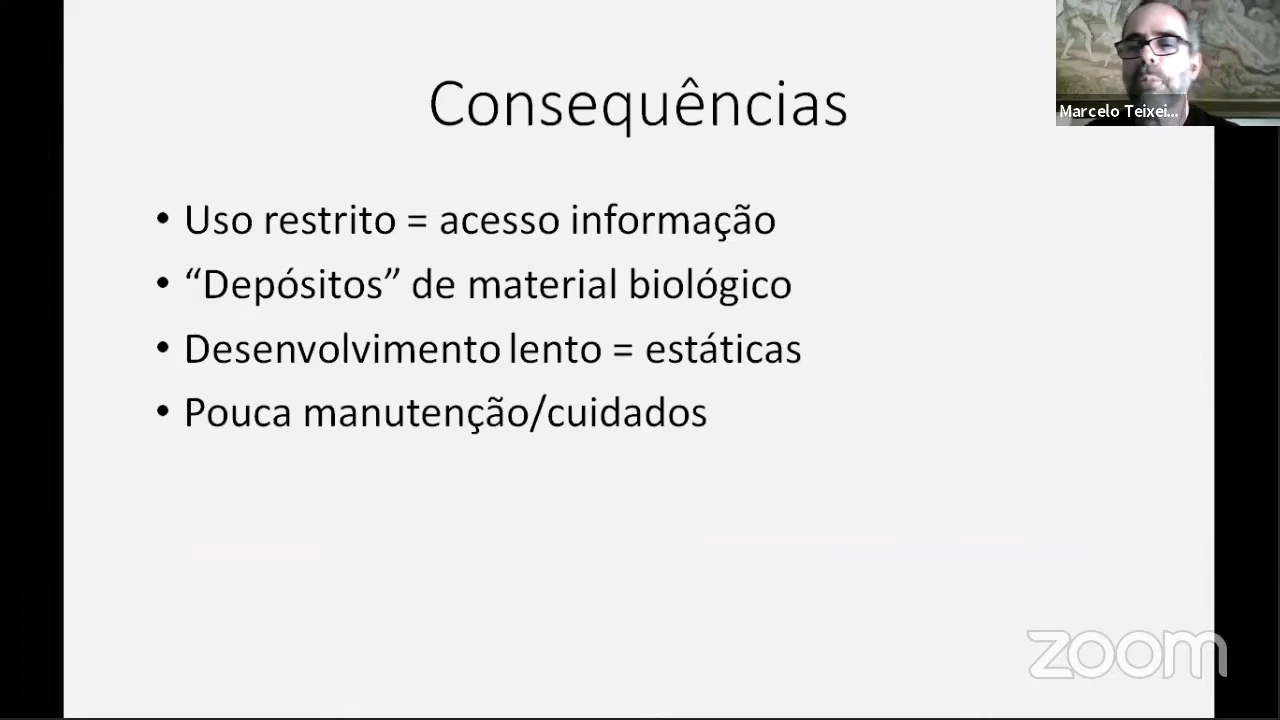 Consequências
Marcelo Teixei...
• Uso restrito = acesso informação
• “Depósitos” de material biológico
• Desenvolvimento lento = estáticas
• Pouca manutenção/cuidados
zoom